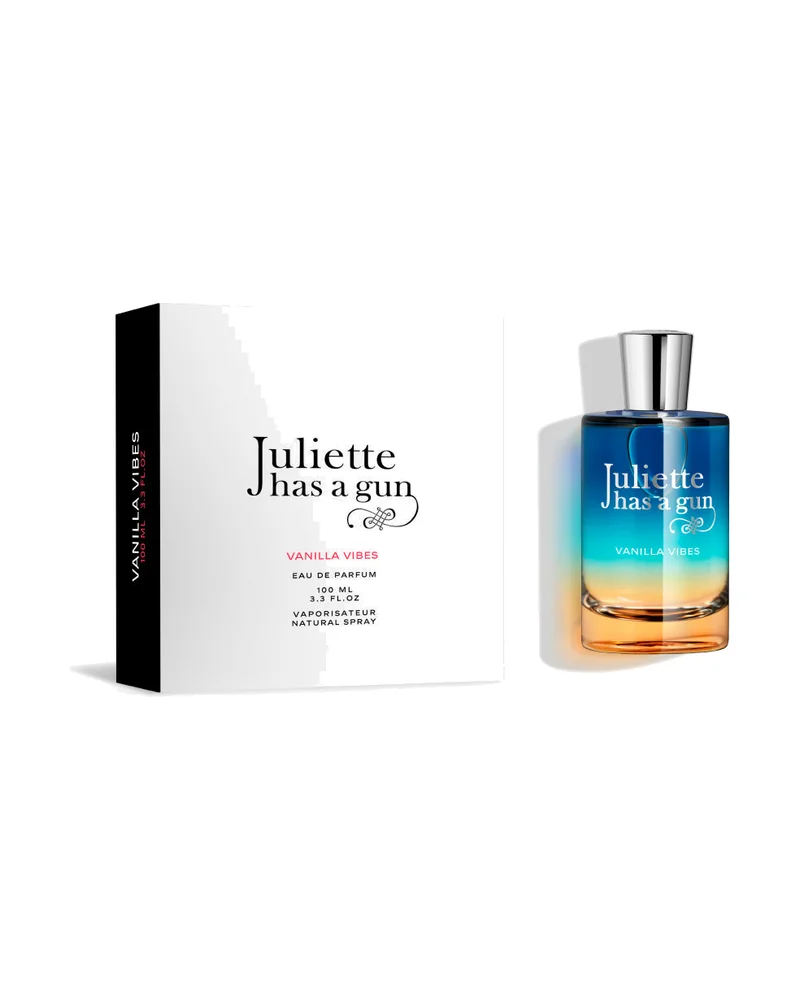 VANILLA VIBES
100 ML 3.3 FL.OZ
Juliette
has a gun
VANILLA VIBES
EAU DE PARFUM
100 ML
3.3 FL.OZ
VAPORISATEUR
NATURAL SPRAY
Juliette
has a gun
VANILLA VIBES